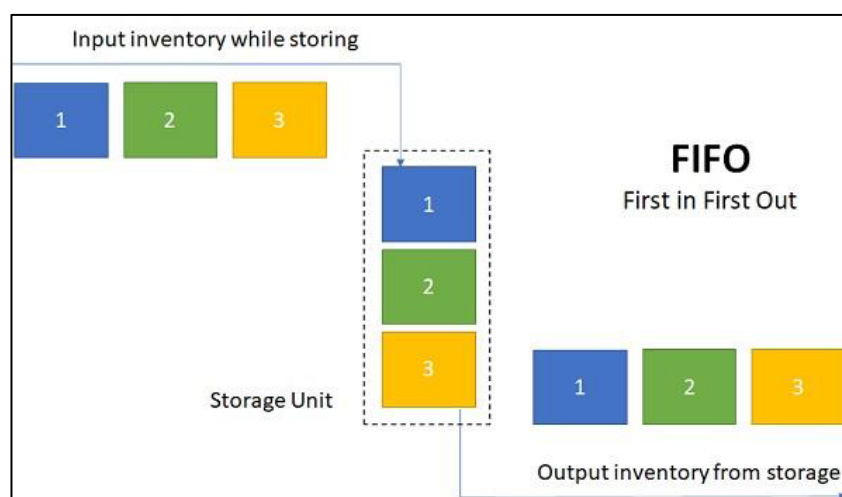 Input inventory while storing
1 2 3
FIFO
First in First Out
1
2
3
Storage Unit
1 2 3
Output inventory from storage